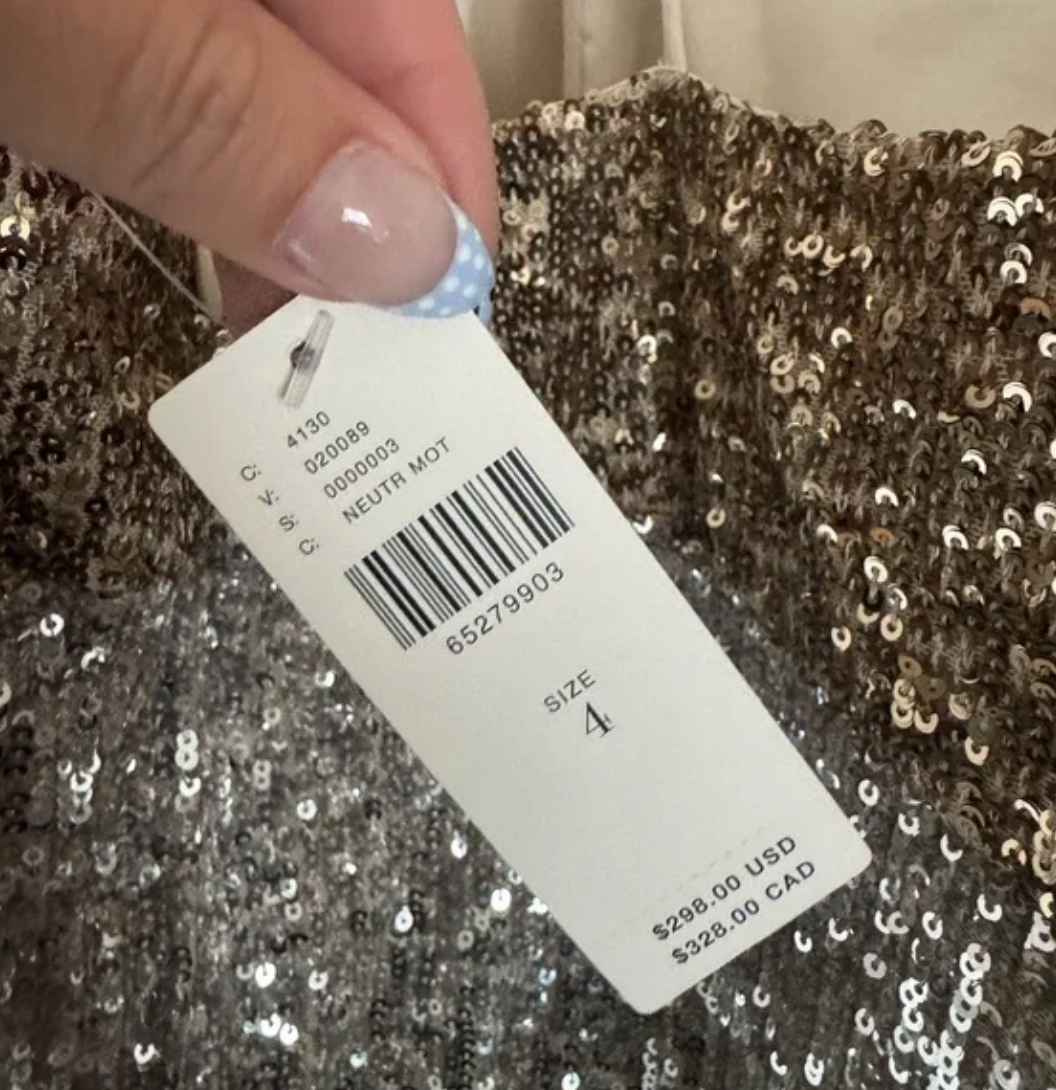 C: 4130
V: 020089
S: 0000003
C: NEUTR MOT
65279903
SIZE
4
$298.00 USD
$328.00 CAD